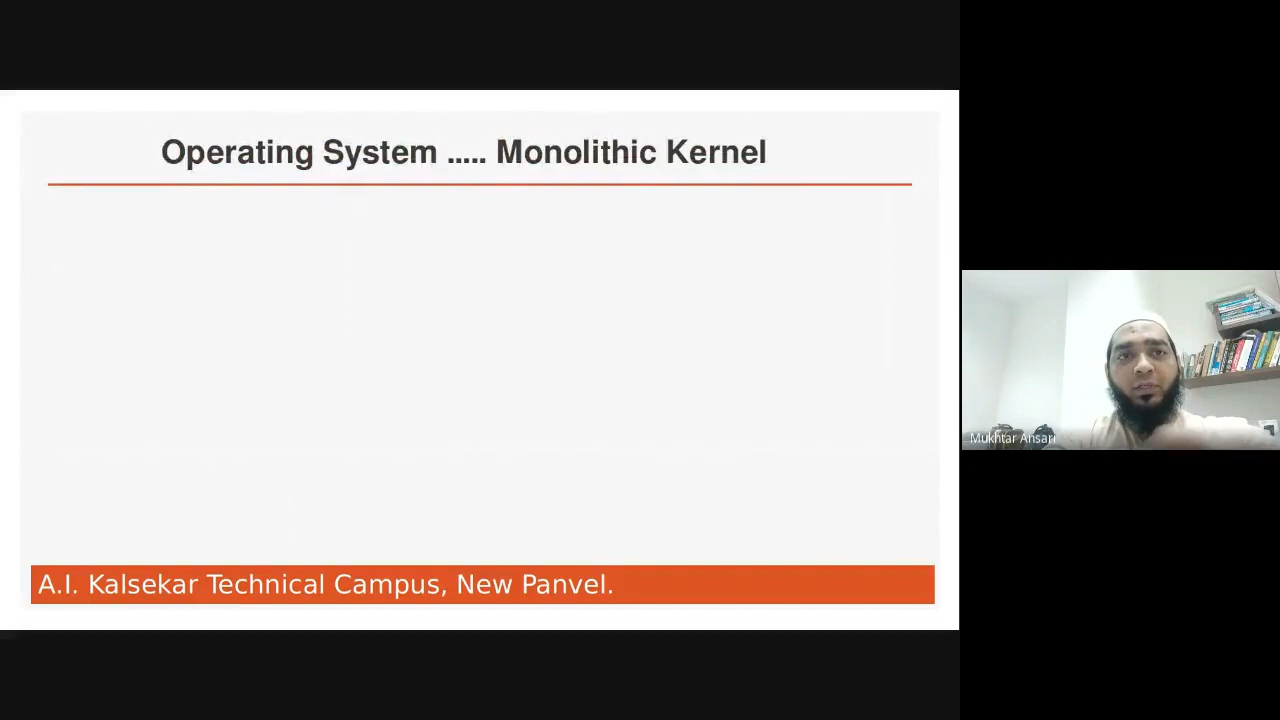 Operating System ..... Monolithic Kernel
A.I. Kalsekar Technical Campus, New Panvel.
Mukhtar Ansari